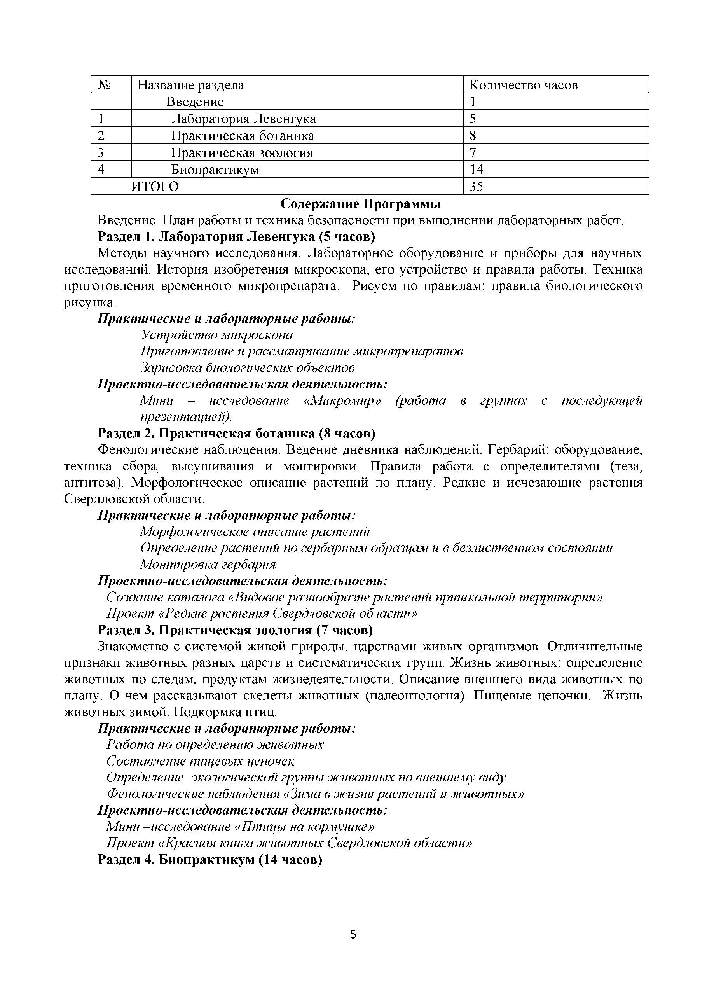 № Название раздела Количество часов
Введение 1
1 Лаборатория Левенгука 5
2 Практическая ботаника 8
3 Практическая зоология 7
4 Биопрактикум 14
ИТОГО 35
Содержание Программы
Введение. План работы и техника безопасности при выполнении лабораторных работ.
Раздел 1. Лаборатория Левенгука (5 часов)
Методы научного исследования. Лабораторное оборудование и приборы для научных
исследований. История изобретения микроскопа, его устройство и правила работы. Техника
приготовления временного микропрепарата. Рисуем по правилам: правила биологического
рисунка.
Практические и лабораторные работы:
Устройство микроскопа
Приготовление и рассматривание микропрепаратов
Зарисовка биологических объектов
Проектно-исследовательская деятельность:
Мини – исследование «Микромир» (работа в группах с последующей
презентацией).
Раздел 2. Практическая ботаника (8 часов)
Фенологические наблюдения. Ведение дневника наблюдений. Гербарий: оборудование,
техника сбора, высушивания и монтировки. Правила работа с определителями (теза,
антитеза). Морфологическое описание растений по плану. Редкие и исчезающие растения
Свердловской области.
Практические и лабораторные работы:
Морфологическое описание растений
Определение растений по гербарным образцам и в безлиственном состоянии
Монтировка гербария
Проектно-исследовательская деятельность:
Создание каталога «Видовое разнообразие растений пришкольной территории»
Проект «Редкие растения Свердловской области»
Раздел 3. Практическая зоология (7 часов)
Знакомство с системой живой природы, царствами живых организмов. Отличительные
признаки животных разных царств и систематических групп. Жизнь животных: определение
животных по следам, продуктам жизнедеятельности. Описание внешнего вида животных по
плану. О чем рассказывают скелеты животных (палеонтология). Пищевые цепочки. Жизнь
животных зимой. Подкормка птиц.
Практические и лабораторные работы:
Работа по определению животных
Составление пищевых цепочек
Определение экологической группы животных по внешнему виду
Фенологические наблюдения «Зима в жизни растений и животных»
Проектно-исследовательская деятельность:
Мини –исследование «Птицы на кормушке»
Проект «Красная книга животных Свердловской области»
Раздел 4. Биопрактикум (14 часов)
5